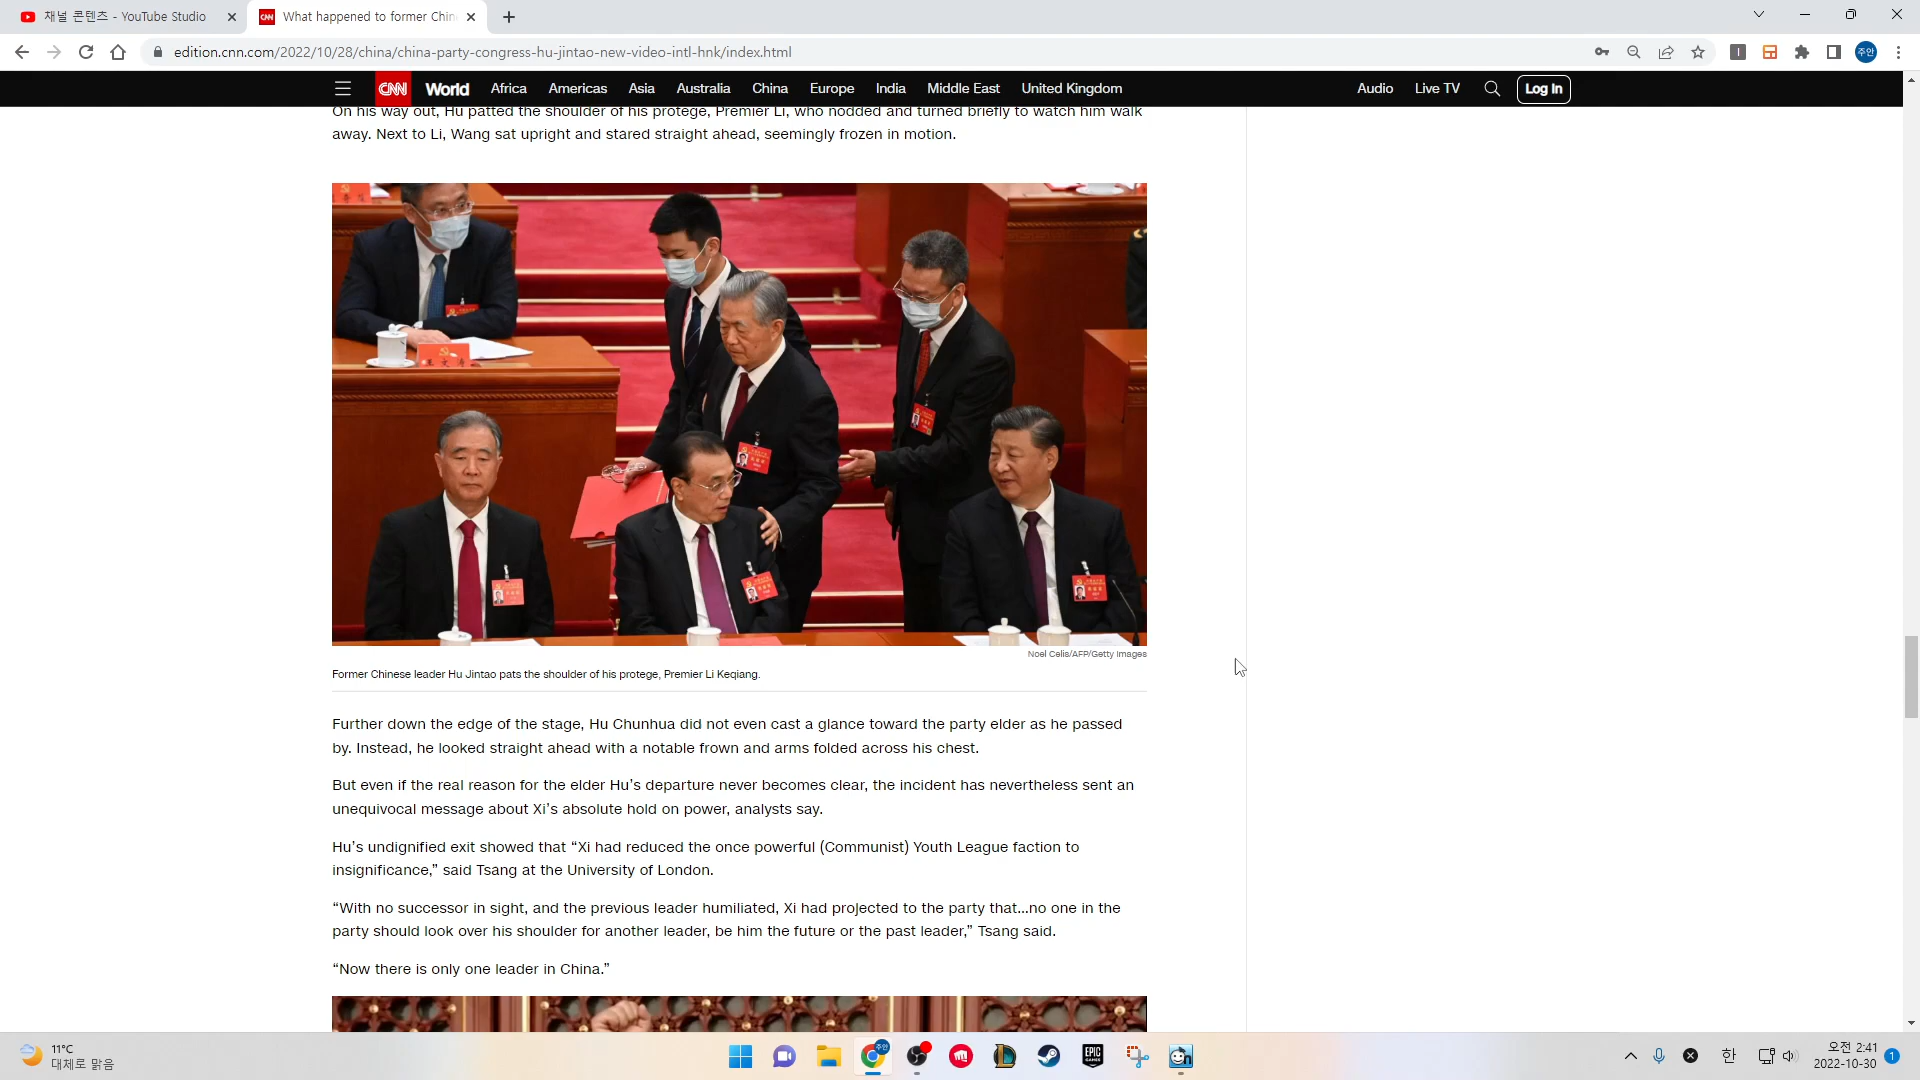 채널 콘텐츠 - YouTube Studio
What happened to former Chin
edition.cnn.com/2022/10/28/china/china-party-congress-hu-jintao-new-video-intl-hnk/index.html
주안
CNN World Africa Americas Asia Australia China Europe India Middle East United Kingdom Audio Live TV Log In
On his way out, Hu patted the shoulder of his protege, Premier Li, who nodded and turned briefly to watch him walk
away. Next to Li, Wang sat upright and stared straight ahead, seemingly frozen in motion.
Noel Celis/AFP/Getty Images
Former Chinese leader Hu Jintao pats the shoulder of his protege, Premier Li Keqiang.
Further down the edge of the stage, Hu Chunhua did not even cast a glance toward the party elder as he passed
by. Instead, he looked straight ahead with a notable frown and arms folded across his chest.
But even if the real reason for the elder Hu’s departure never becomes clear, the incident has nevertheless sent an
unequivocal message about Xi’s absolute hold on power, analysts say.
Hu’s undignified exit showed that “Xi had reduced the once powerful (Communist) Youth League faction to
insignificance,” said Tsang at the University of London.
“With no successor in sight, and the previous leader humiliated, Xi had projected to the party that...no one in the
party should look over his shoulder for another leader, be him the future or the past leader,” Tsang said.
“Now there is only one leader in China.”
11°C
대체로 맑음
주안
EPIC
GAMES
한
오전 2:41
2022-10-30
1